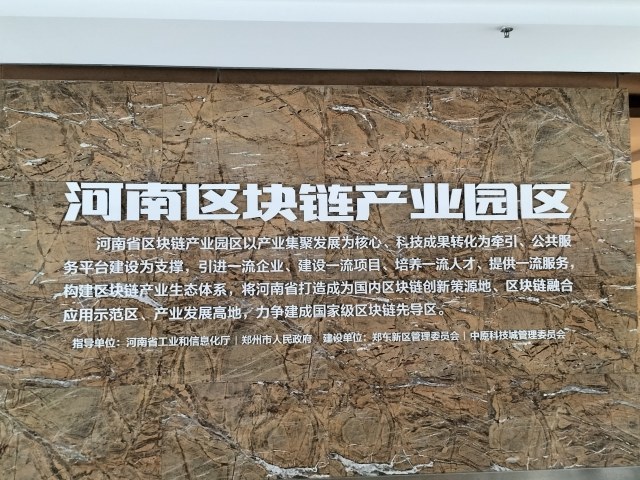 河南区块链产业园区
河南省区块链产业园区以产业集聚发展为核心、科技成果转化为牵引、公共服
务平台建设为支撑，引进一流企业、建设一流项目、培养一流人才、提供一流服务，
构建区块链产业生态体系，将河南省打造成为国内区块链创新策源地、区块链融合
应用示范区、产业发展高地，力争建成国家级区块链先导区。
指导单位：河南省工业和信息化厅 | 郑州市人民政府 建设单位：郑东新区管理委员会 | 中原科技城管理委员会